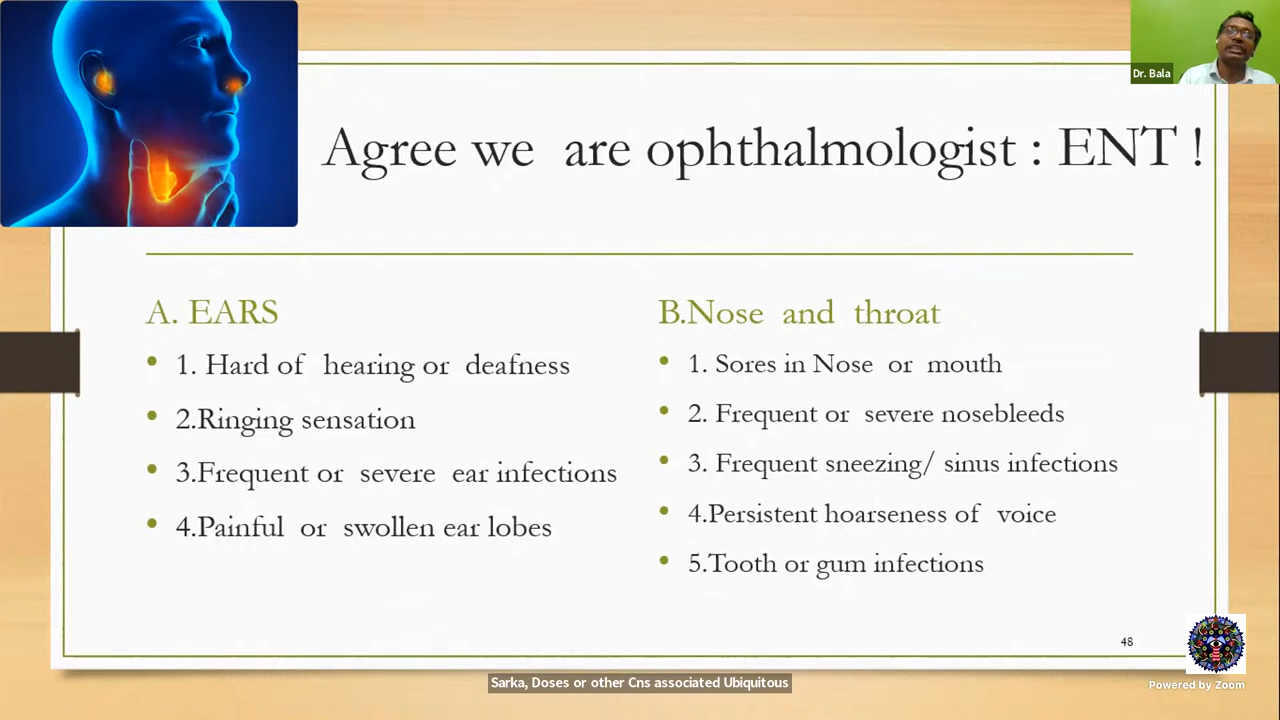 Dr. Bala
Agree we are ophthalmologist : ENT !
A. EARS
• 1. Hard of hearing or deafness
• 2.Ringing sensation
• 3.Frequent or severe ear infections
• 4.Painful or swollen ear lobes
B.Nose and throat
• 1. Sores in Nose or mouth
• 2. Frequent or severe nosebleeds
• 3. Frequent sneezing/ sinus infections
• 4.Persistent hoarseness of voice
• 5.Tooth or gum infections
48
Sarka, Doses or other Cns associated Ubiquitous
Powered by Zoom